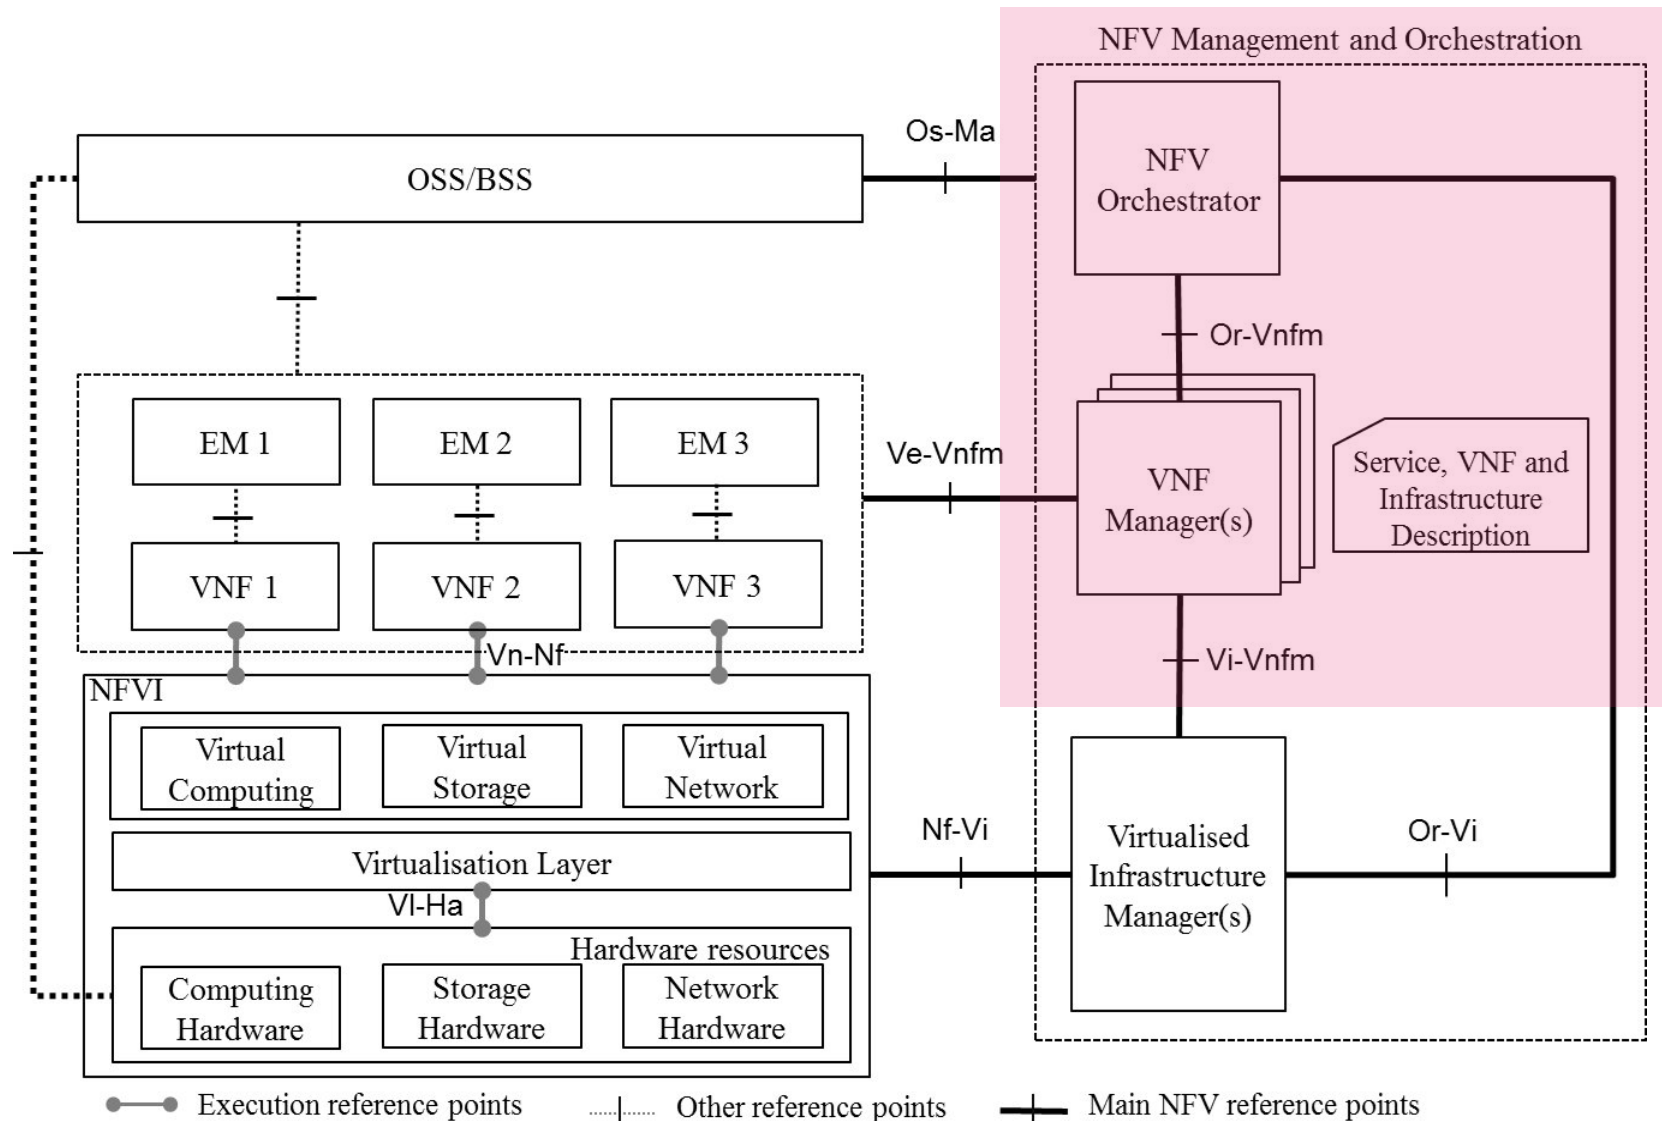 NFV Management and Orchestration
Os-Ma
OSS/BSS
NFV
Orchestrator
Or-Vnfm
EM 1
EM 2
EM 3
Ve-Vnfm
VNF
Manager(s)
Service, VNF and
Infrastructure
Description
VNF 1
VNF 2
VNF 3
Vn-Nf
Vi-Vnfm
NFVI
Virtual
Computing
Virtual
Storage
Virtual
Network
Nf-Vi
Virtualised
Infrastructure
Manager(s)
Or-Vi
Virtualisation Layer
Vl-Ha
Hardware resources
Computing
Hardware
Storage
Hardware
Network
Hardware
Execution reference points
Other reference points
Main NFV reference points